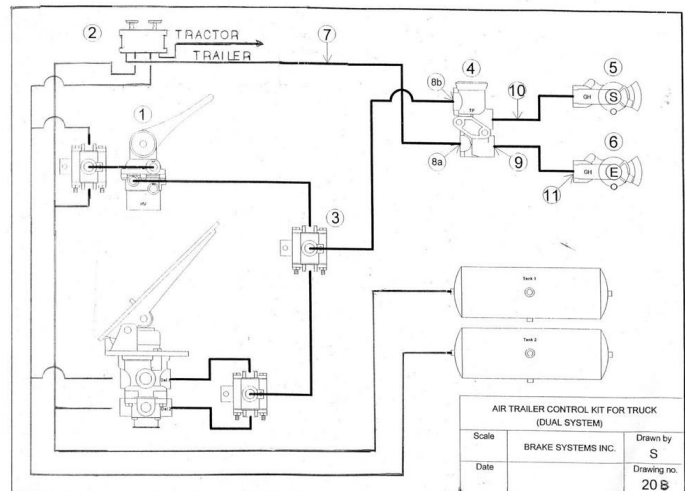 2
TRACTOR
TRAILER
7
1
3
4
8b
TP
8a
9
10
5
GH
S
6
GH
E
11
Tank 1
Tank 2
AIR TRAILER CONTROL KIT FOR TRUCK
(DUAL SYSTEM)
Scale
BRAKE SYSTEMS INC.
Drawn by
S
Date
Drawing no.
20B